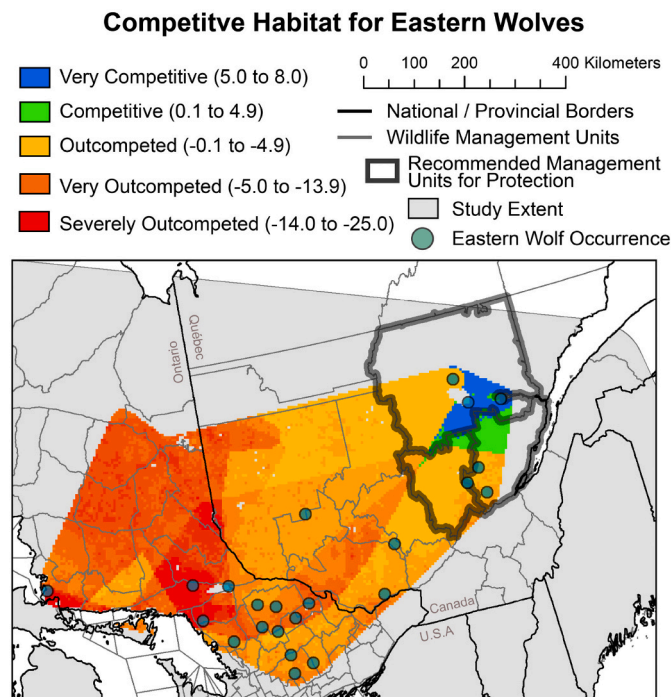 Competitve Habitat for Eastern Wolves
Very Competitive (5.0 to 8.0)
Competitive (0.1 to 4.9)
Outcompeted (-0.1 to -4.9)
Very Outcompeted (-5.0 to -13.9)
Severely Outcompeted (-14.0 to -25.0)
0 100 200 400 Kilometers
National / Provincial Borders
Wildlife Management Units
Recommended Management
Units for Protection
Study Extent
Eastern Wolf Occurrence
Ontario
Québec
Canada
U.S.A